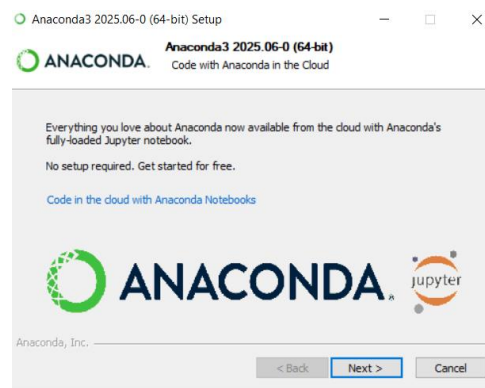 Anaconda3 2025.06-0 (64-bit) Setup
ANACONDA.
Anaconda3 2025.06-0 (64-bit)
Code with Anaconda in the Cloud
Everything you love about Anaconda now available from the cloud with Anaconda's
fully-loaded Jupyter notebook.
No setup required. Get started for free.
Code in the cloud with Anaconda Notebooks
ANACONDA®
jupyter
Anaconda, Inc.
< Back
Next >
Cancel